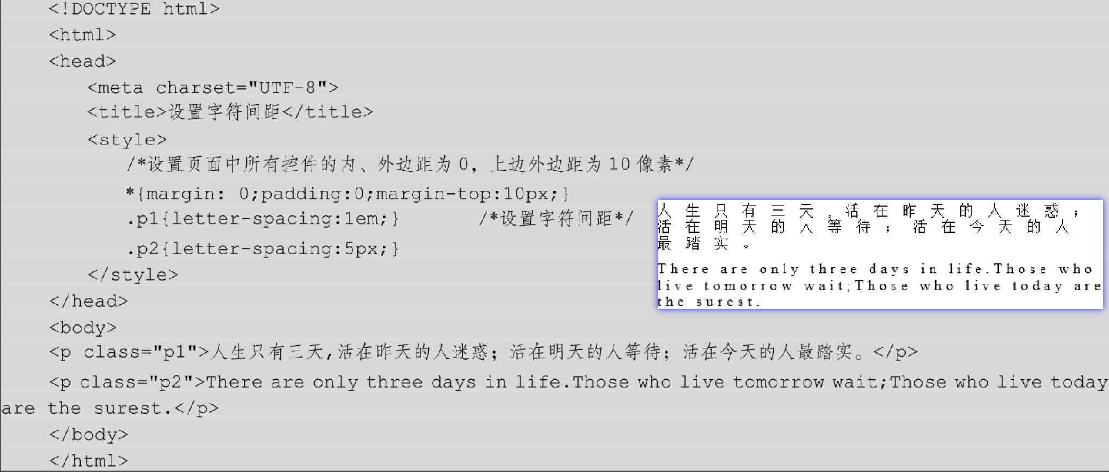 <!DOCTYPE html>
<html>
<head>
<meta charset="UTF-8">
<title>设置字符间距</title>
<style>
/*设置页面中所有控件的内、外边距为0，上边外边距为10像素*/
*{margin: 0;padding:0;margin-top:10px;}
.p1{letter-spacing:1em;} /*设置字符间距*/
.p2{letter-spacing:5px;}
</style>
</head>
<body>
<p class="p1">人生只有三天,活在昨天的人迷惑；活在明天的人等待；活在今天的人最踏实。</p>
<p class="p2">There are only three days in life.Those who live tomorrow wait;Those who live today
are the surest.</p>
</body>
</html>
人生只有三天,活在昨天的人迷惑；
活在明天的人等待；活在今天的人
最踏实。
There are only three days in life.Those who
live tomorrow wait;Those who live today are
the surest.